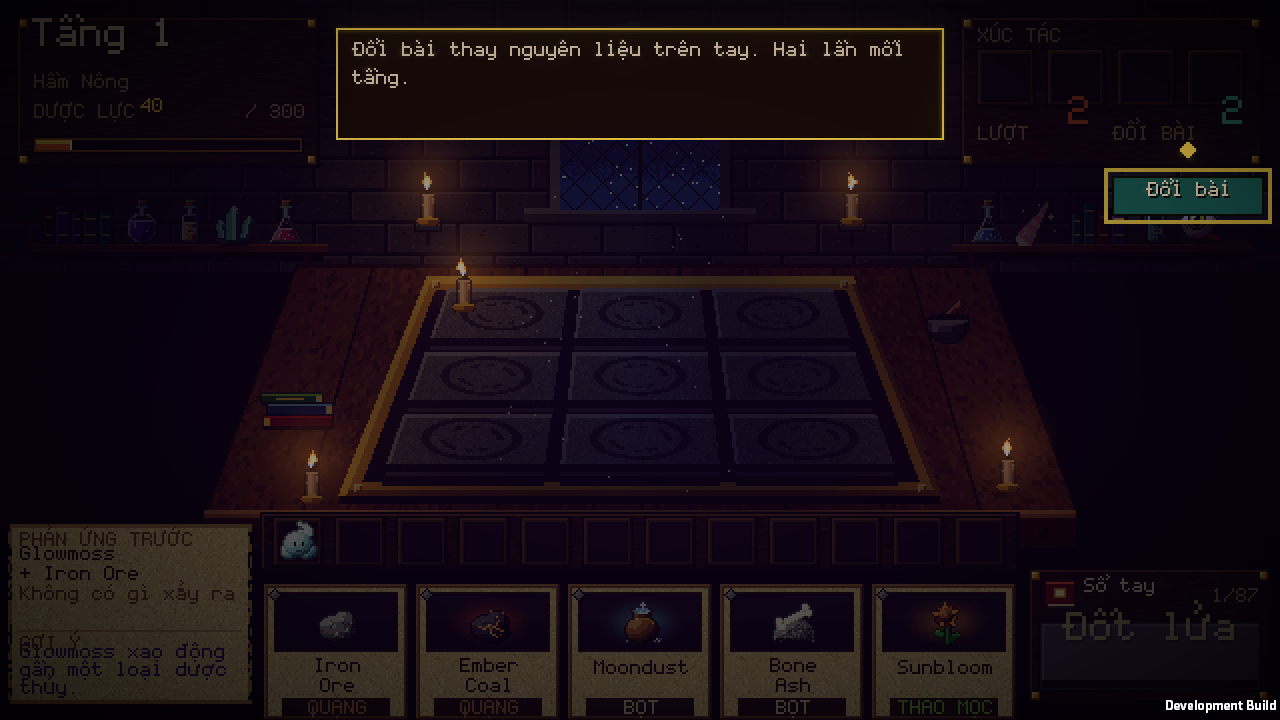 Tầng 1
Hầm Nông
DƯỢC LỰC 40 / 300
Đổi bài thay nguyên liệu trên tay. Hai lần mỗi
tầng.
XÚC TÁC
LƯỢT 2 ĐỔI BÀI 2
Đổi bài
PHẢN ỨNG TRƯỚC
Glowmoss
+ Iron Ore
Không có gì xảy ra
GỢI Ý
Glowmoss xao động
gần một loại dược
thủy.
Iron
Ore
QUẶNG
Ember
Coal
QUẶNG
Moondust
BỘT
Bone
Ash
BỘT
Sunbloom
THẢO MỘC
Sổ tay 1/87
Đốt lửa
Development Build